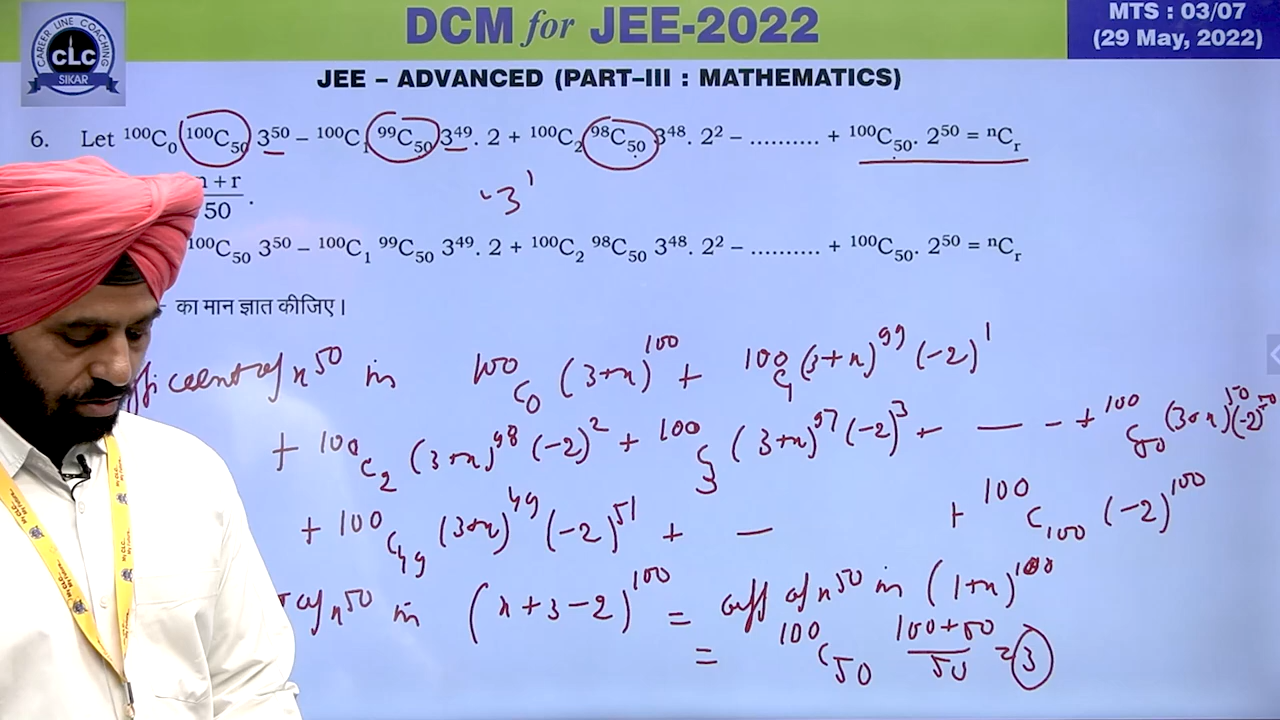 DCM for JEE-2022
MTS : 03/07
(29 May, 2022)
CAREER LINE COACHING
CLC
SIKAR
JEE – ADVANCED (PART–III : MATHEMATICS)
6. Let ¹⁰⁰C₀ ¹⁰⁰C₅₀ 3⁵⁰ – ¹⁰⁰C₁ ⁹⁹C₅₀ 3⁴⁹. 2 + ¹⁰⁰C₂ ⁹⁸C₅₀ 3⁴⁸. 2² – .......... + ¹⁰⁰C₅₀. 2⁵⁰ = ⁿCᵣ
n + r
50 .
3¹
¹⁰⁰C₅₀ 3⁵⁰ – ¹⁰⁰C₁ ⁹⁹C₅₀ 3⁴⁹. 2 + ¹⁰⁰C₂ ⁹⁸C₅₀ 3⁴⁸. 2² – .......... + ¹⁰⁰C₅₀. 2⁵⁰ = ⁿCᵣ
का मान ज्ञात कीजिए।
fficient of x⁵⁰ in ¹⁰⁰C₀ (3+x)¹⁰⁰ + ¹⁰⁰C₁ (3+x)⁹⁹ (-2)¹
+ ¹⁰⁰C₂ (3+x)⁹⁸ (-2)² + ¹⁰⁰C₃ (3+x)⁹⁷ (-2)³ + — - + ¹⁰⁰C₅₀ (3+x)⁵⁰ (-2)⁵⁰
+ ¹⁰⁰C₄₉ (3+x)⁴⁹ (-2)⁵¹ + — + ¹⁰⁰C₁₀₀ (-2)¹⁰⁰
of x⁵⁰ in (x+3-2)¹⁰⁰ = coff of x⁵⁰ in (1+x)¹⁰⁰
= ¹⁰⁰C₅₀ (100+50)/50 = 3